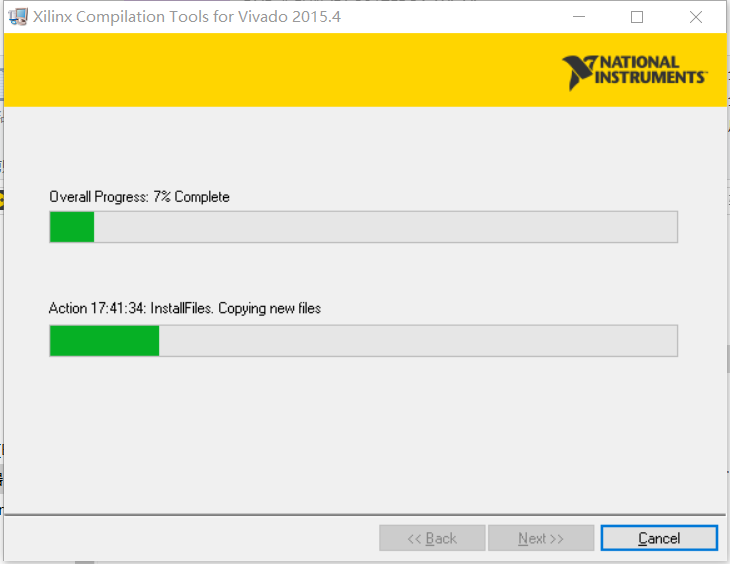 Xilinx Compilation Tools for Vivado 2015.4
NATIONAL
INSTRUMENTS
Overall Progress: 7% Complete
Action 17:41:34: InstallFiles. Copying new files
<< Back
Next >>
Cancel